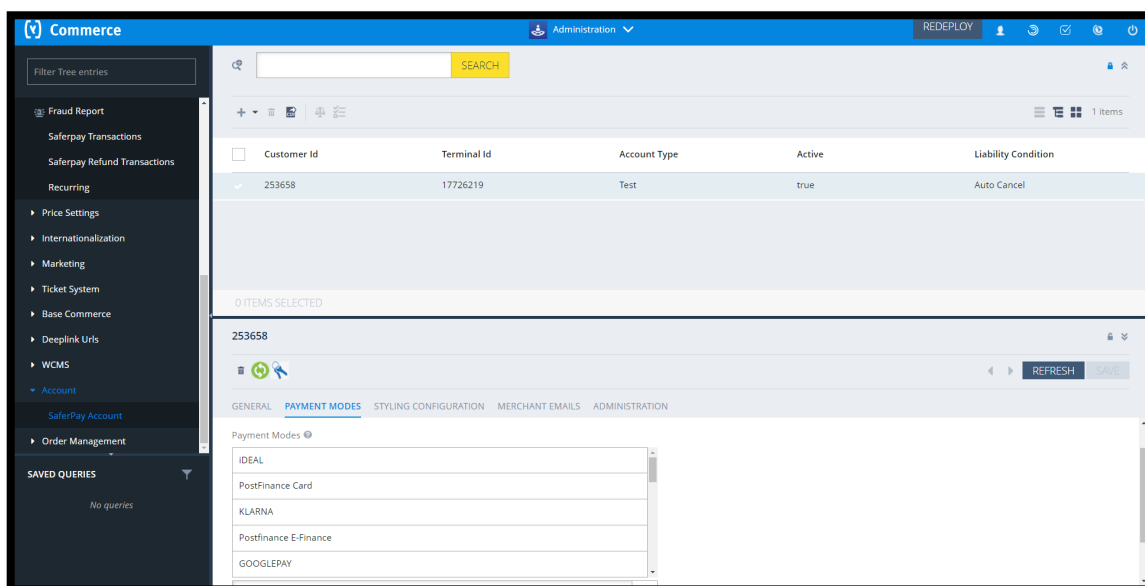 (y) Commerce
Administration
REDEPLOY
Filter Tree entries
Fraud Report
Saferpay Transactions
Saferpay Refund Transactions
Recurring
Price Settings
Internationalization
Marketing
Ticket System
Base Commerce
Deeplink Urls
WCMS
Account
SaferPay Account
Order Management
SAVED QUERIES
No queries
SEARCH
1 items
Customer Id Terminal Id Account Type Active Liability Condition
253658 17726219 Test true Auto Cancel
0 ITEMS SELECTED
253658
REFRESH SAVE
GENERAL PAYMENT MODES STYLING CONFIGURATION MERCHANT EMAILS ADMINISTRATION
Payment Modes
iDEAL
PostFinance Card
KLARNA
Postfinance E-Finance
GOOGLEPAY